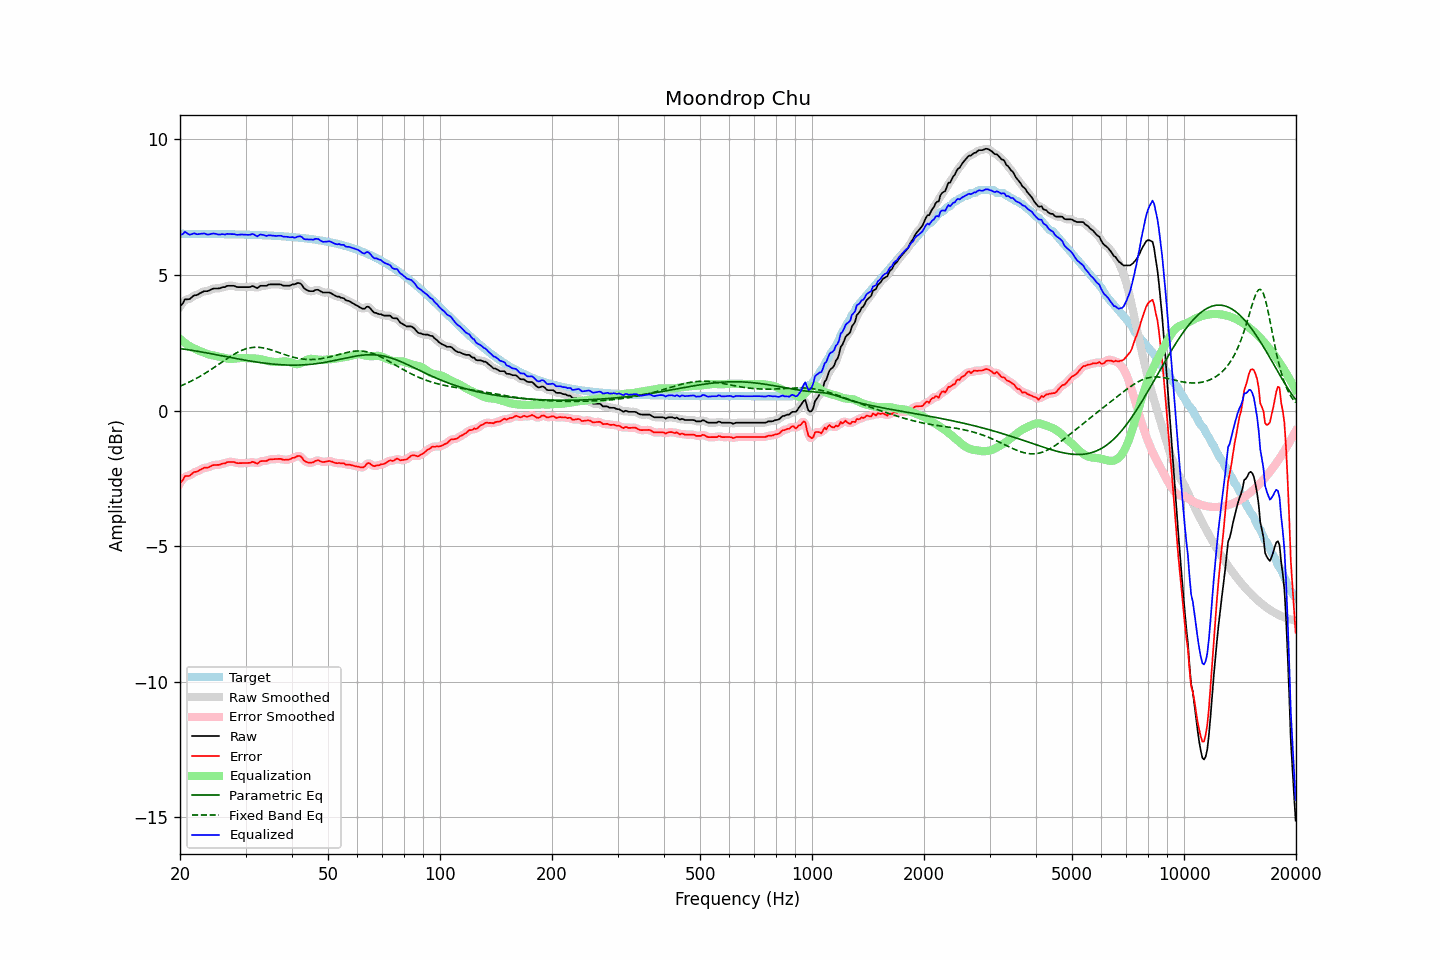 Moondrop Chu
10
5
0
−5
−10
−15
Amplitude (dBr)
Target
Raw Smoothed
Error Smoothed
Raw
Error
Equalization
Parametric Eq
Fixed Band Eq
Equalized
20 50 100 200 500 1000 2000 5000 10000 20000
Frequency (Hz)